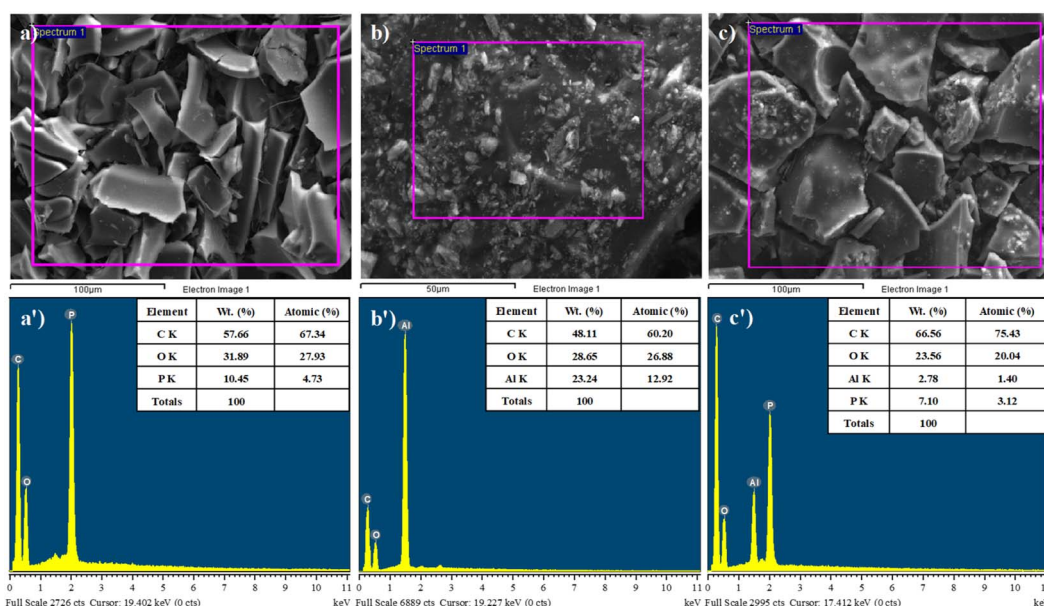 a)
Spectrum 1
100µm Electron Image 1
b)
Spectrum 1
50µm Electron Image 1
c)
Spectrum 1
100µm Electron Image 1
a')
C
O
P
Element Wt. (%) Atomic (%)
C K 57.66 67.34
O K 31.89 27.93
P K 10.45 4.73
Totals 100
0 1 2 3 4 5 6 7 8 9 10 11
Full Scale 2726 cts Cursor: 19.402 keV (0 cts) keV
b')
C
O
Al
Element Wt. (%) Atomic (%)
C K 48.11 60.20
O K 28.65 26.88
Al K 23.24 12.92
Totals 100
0 1 2 3 4 5 6 7 8 9 10 11
Full Scale 6889 cts Cursor: 19.227 keV (0 cts) keV
c')
C
O
Al
P
Element Wt. (%) Atomic (%)
C K 66.56 75.43
O K 23.56 20.04
Al K 2.78 1.40
P K 7.10 3.12
Totals 100
0 1 2 3 4 5 6 7 8 9 10
Full Scale 2995 cts Cursor: 17.412 keV (0 cts)